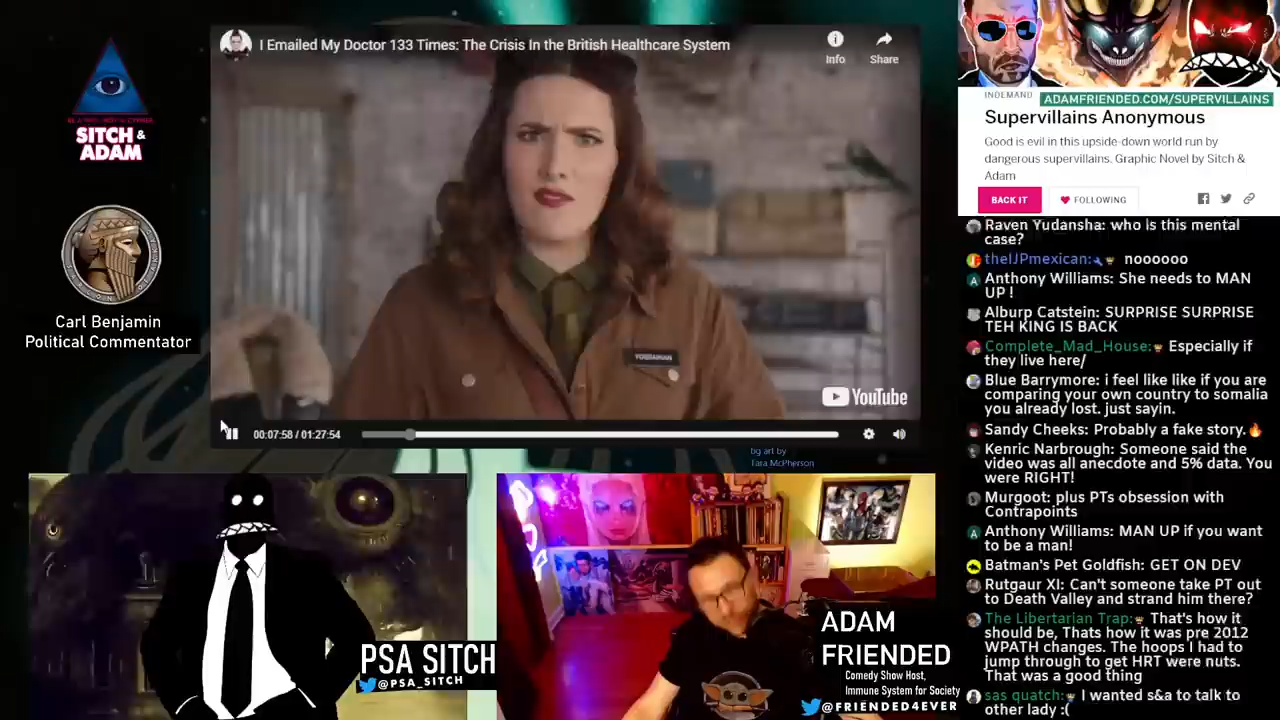 I Emailed My Doctor 133 Times: The Crisis In the British Healthcare System
Info
Share
SITCH &
ADAM
Carl Benjamin
Political Commentator
YOSSARIAN
YouTube
00:07:58 / 01:27:54
bg art by
Tara McPherson
PSA SITCH
@PSA_SITCH
ADAM
FRIENDED
Comedy Show Host,
Immune System for Society
@FRIENDED4EVER
INDEMAND
ADAMFRIENDED.COM/SUPERVILLAINS
Supervillains Anonymous
Good is evil in this upside-down world run by
dangerous supervillains. Graphic Novel by Sitch &
Adam
BACK IT
FOLLOWING
Raven Yudansha: who is this mental
case?
theIJPmexican: noooooo
Anthony Williams: She needs to MAN
UP !
Alburp Catstein: SURPRISE SURPRISE
TEH KING IS BACK
Complete_Mad_House: Especially if
they live here/
Blue Barrymore: i feel like like if you are
comparing your own country to somalia
you already lost. just sayin.
Sandy Cheeks: Probably a fake story.
Kenric Narbrough: Someone said the
video was all anecdote and 5% data. You
were RIGHT!
Murgoot: plus PTs obsession with
Contrapoints
Anthony Williams: MAN UP if you want
to be a man!
Batman's Pet Goldfish: GET ON DEV
Rutgaur XI: Can't someone take PT out
to Death Valley and strand him there?
The Libertarian Trap: That's how it
should be, Thats how it was pre 2012
WPATH changes. The hoops I had to
jump through to get HRT were nuts.
That was a good thing
sas quatch: I wanted s&a to talk to
other lady :(